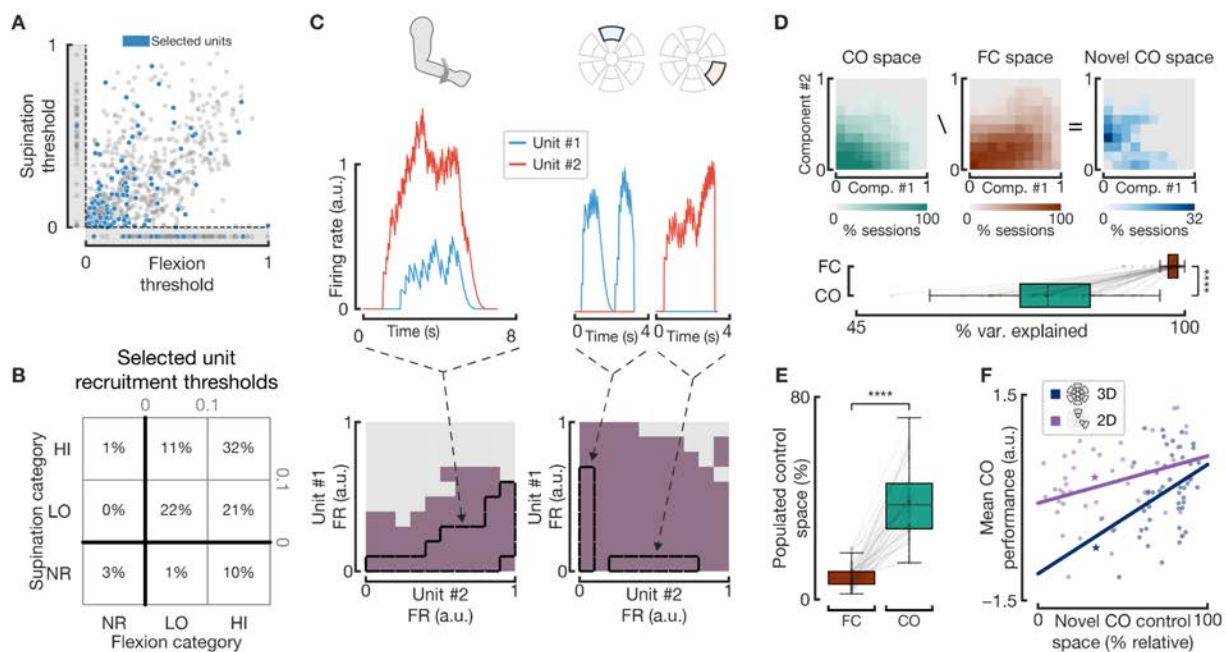 A
Selected units
1
Supination
threshold
0
0
1
Flexion
threshold
B
Selected unit
recruitment thresholds
0
0.1
HI
1%
11%
32%
0.1
LO
0%
22%
21%
0
NR
3%
1%
10%
NR
LO
HI
Supination category
Flexion category
C
Unit #1
Unit #2
1
Firing rate (a.u.)
0
0
Time (s)
8
1
0
0
Time (s)
4
0
Time (s)
4
1
Unit #1
FR (a.u.)
0
0
Unit #2
FR (a.u.)
1
1
Unit #1
FR (a.u.)
0
0
Unit #2
FR (a.u.)
1
D
CO space
FC space
Novel CO space
1
Component #2
0
\
1
0
=
1
0
0
Comp. #1
1
0
Comp. #1
1
0
Comp. #1
1
0
100
% sessions
0
100
% sessions
0
32
% sessions
FC
CO
****
45
% var. explained
100
E
80
****
Populated control
space (%)
0
FC
CO
F
1.5
3D
2D
Mean CO
performance (a.u.)
−1.5
0
Novel CO control
space (% relative)
100